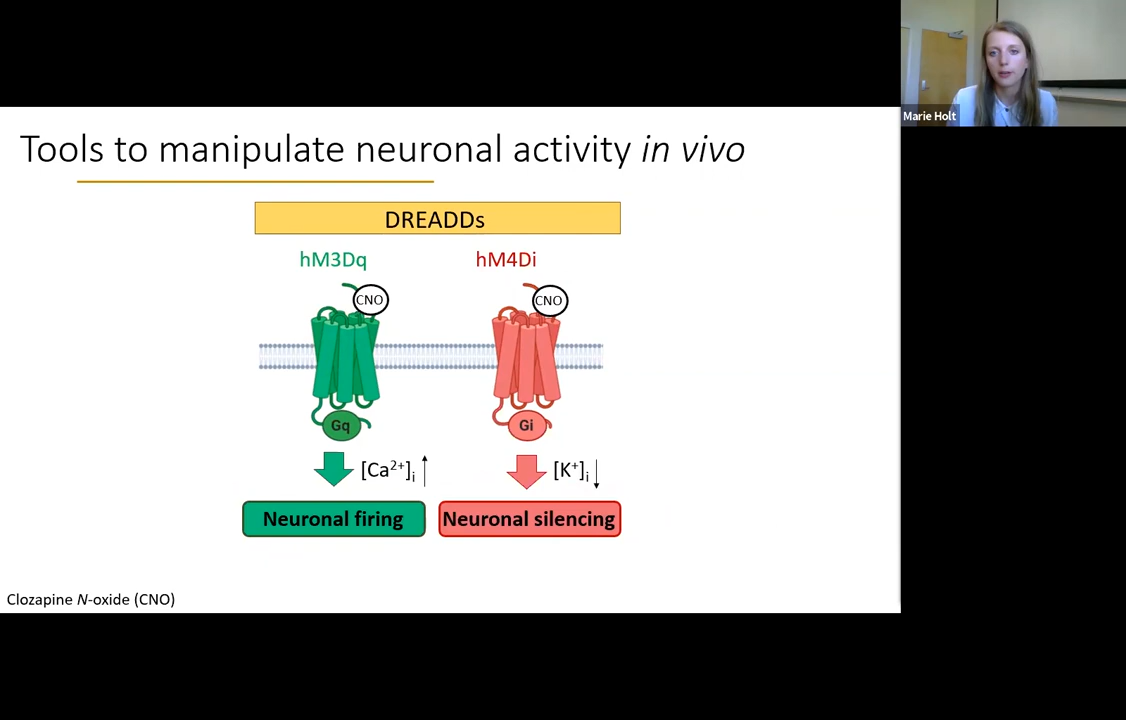 Marie Holt
Tools to manipulate neuronal activity in vivo
DREADDs
hM3Dq
hM4Di
CNO
CNO
Gq
Gi
[Ca²⁺]ᵢ ↑
[K⁺]ᵢ ↓
Neuronal firing
Neuronal silencing
Clozapine N-oxide (CNO)